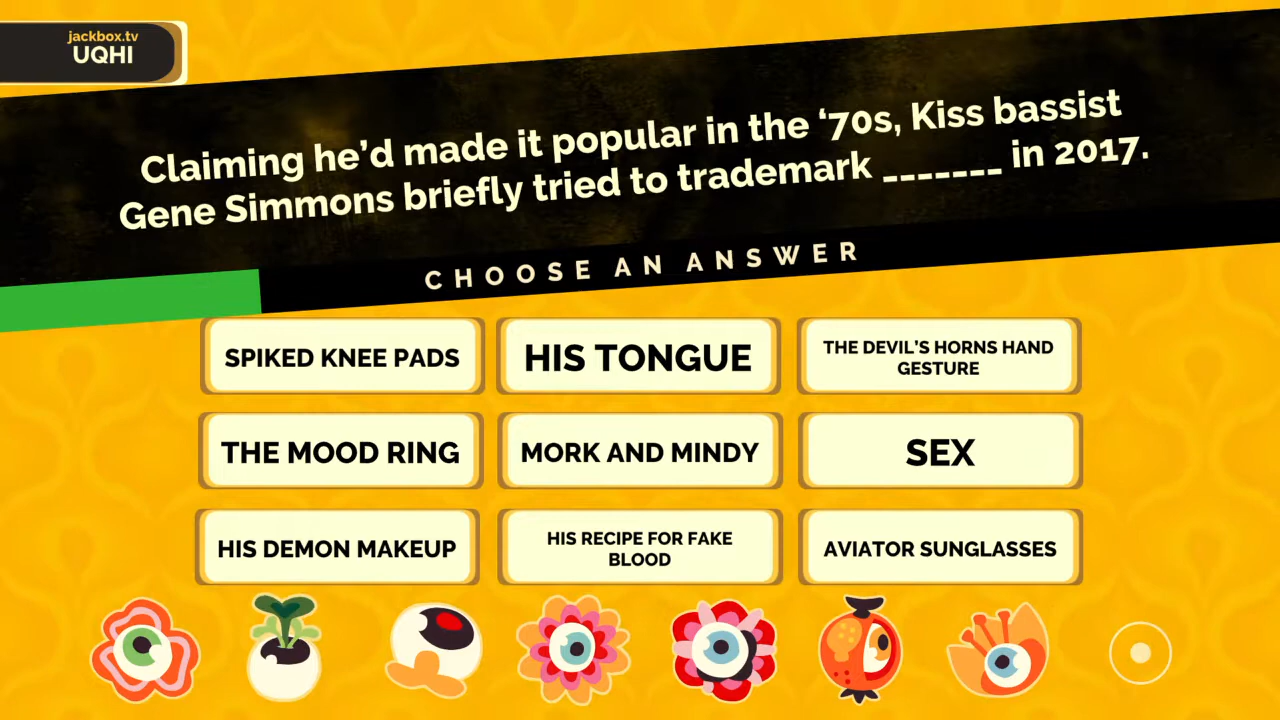 jackbox.tv
UQHI
Claiming he’d made it popular in the ‘70s, Kiss bassist
Gene Simmons briefly tried to trademark _______ in 2017.
CHOOSE AN ANSWER
SPIKED KNEE PADS
HIS TONGUE
THE DEVIL'S HORNS HAND
GESTURE
THE MOOD RING
MORK AND MINDY
SEX
HIS DEMON MAKEUP
HIS RECIPE FOR FAKE
BLOOD
AVIATOR SUNGLASSES